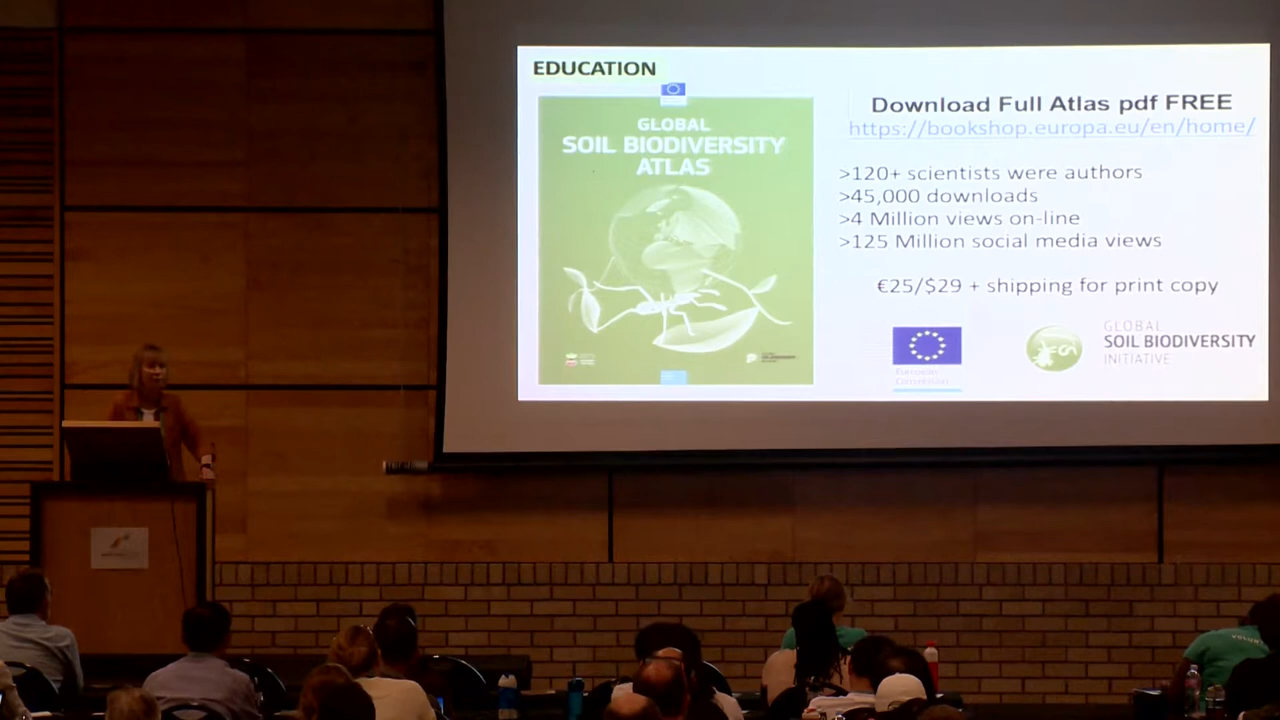 EDUCATION
GLOBAL
SOIL BIODIVERSITY
ATLAS
Download Full Atlas pdf FREE
https://bookshop.europa.eu/en/home/
>120+ scientists were authors
>45,000 downloads
>4 Million views on-line
>125 Million social media views
€25/$29 + shipping for print copy
European
Commission
GLOBAL
SOIL BIODIVERSITY
INITIATIVE